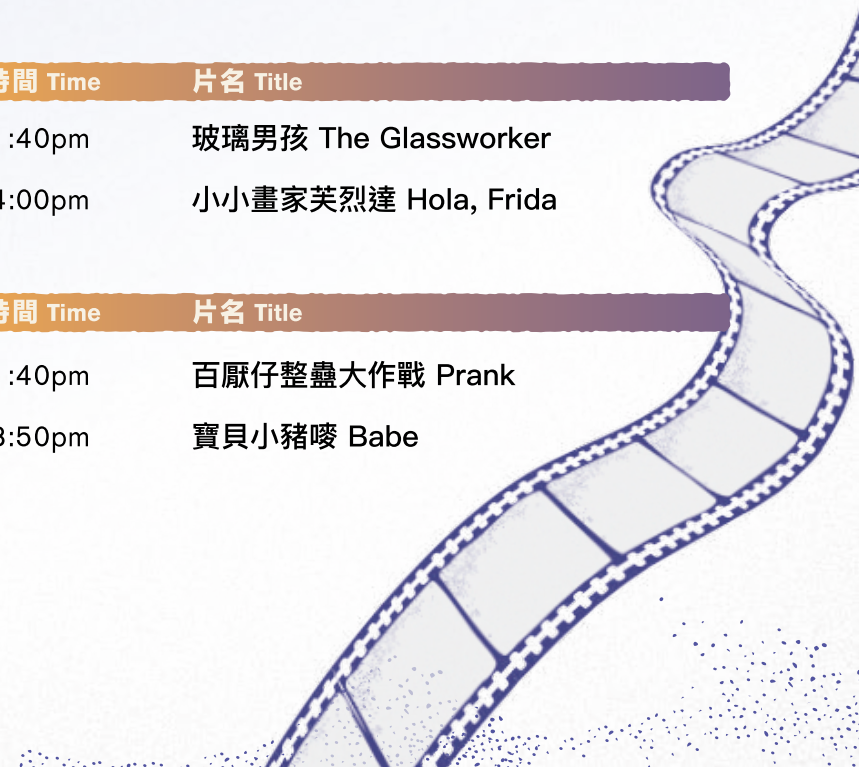 時間 Time 片名 Title
:40pm 玻璃男孩 The Glassworker
:00pm 小小畫家芙烈達 Hola, Frida
時間 Time 片名 Title
:40pm 百厭仔整蠱大作戰 Prank
:50pm 寶貝小豬嘜 Babe